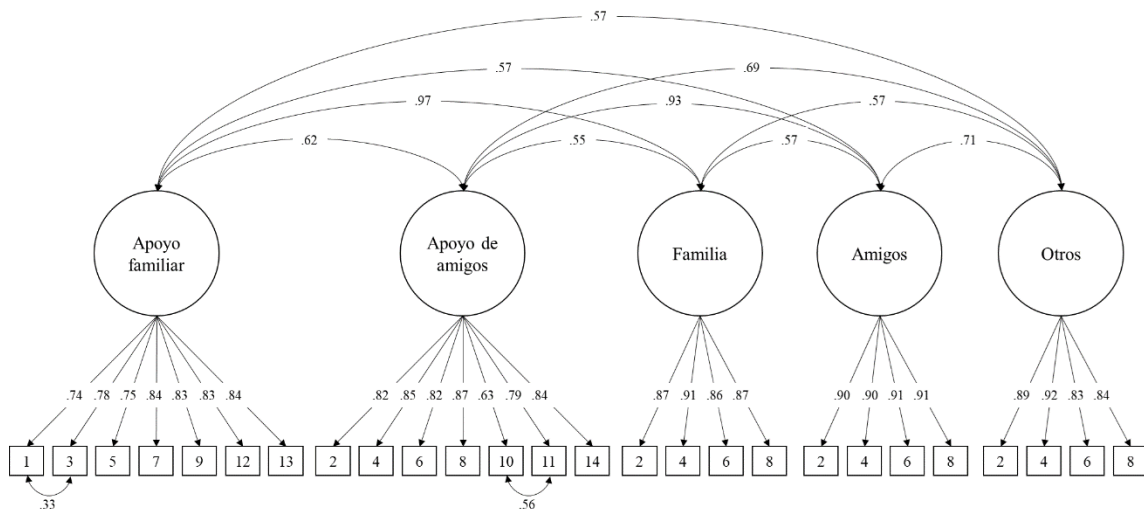 .57
.57 .69
.97 .93 .57
.62 .55 .57 .71
Apoyo
familiar
Apoyo de
amigos
Familia
Amigos
Otros
.74 .78 .75 .84 .83 .83 .84
.82 .85 .82 .87 .63 .79 .84
.87 .91 .86 .87
.90 .90 .91 .91
.89 .92 .83 .84
1 3 5 7 9 12 13
2 4 6 8 10 11 14
2 4 6 8
2 4 6 8
2 4 6 8
.33
.56